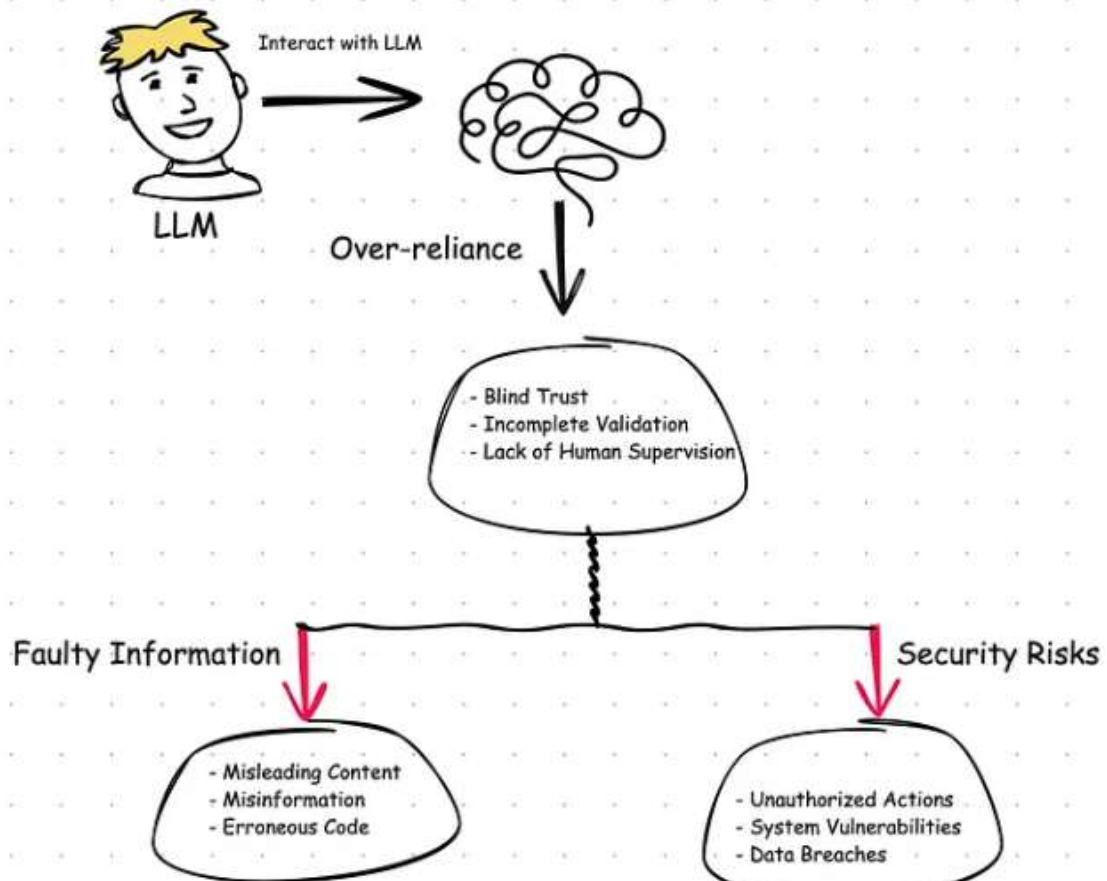 Interact with LLM
LLM
Over-reliance
- Blind Trust
- Incomplete Validation
- Lack of Human Supervision
Faulty Information
Security Risks
- Misleading Content
- Misinformation
- Erroneous Code
- Unauthorized Actions
- System Vulnerabilities
- Data Breaches